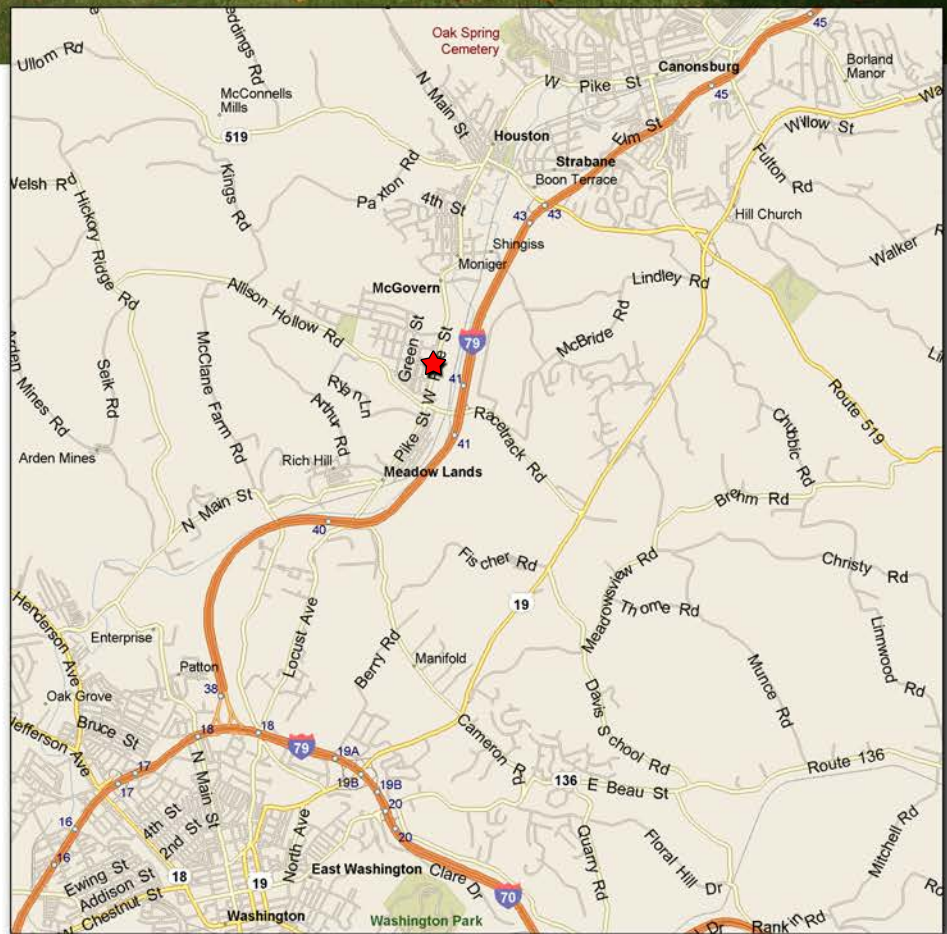 45
Oak Spring
Cemetery
Ullom Rd
eddings Rd
Canonsburg
Borland
Manor
N Main St
W Pike St
45
McConnells
Mills
Wa
519
Elm St
Willow St
Houston
Strabane
Fulton Rd
Boon Terrace
Paxton Rd
Welsh Rd
Kings Rd
4th St
43
43
Hill Church
Hickory Ridge Rd
Shingiss
Walker R
Moniger
Lindley Rd
McGovern
Allison Hollow Rd
McBride Rd
79
Green St
Arden Mines Rd
McClane Farm Rd
Seik Rd
41
Route 519
Arthur Rd
Pike St W
Racetrack Rd
Chubbic Rd
41
Arden Mines
Rich Hill
Meadow Lands
N Main St
Brehm Rd
40
Fischer Rd
Christy Rd
Meadowsview Rd
19
Thome Rd
Henderson Ave
Locust Ave
Linnwood Rd
Enterprise
Berry Rd
Manifold
Patton
Munce Rd
38
Oak Grove
Davis School Rd
Bruce St
Jefferson Ave
18
18
79
Cameron Rd
19A
Route 136
17
N Main St
19B
19B
136
E Beau St
17
20
4th St
2nd St
16
20
North Ave
Quarry Rd
Floral Hill Dr
Mitchell Rd
16
Ewing St
Addison St
W Chestnut St
18
19
East Washington
Clare Dr
70
Rd
Washington
Washington Park
Dr
Rankin Rd